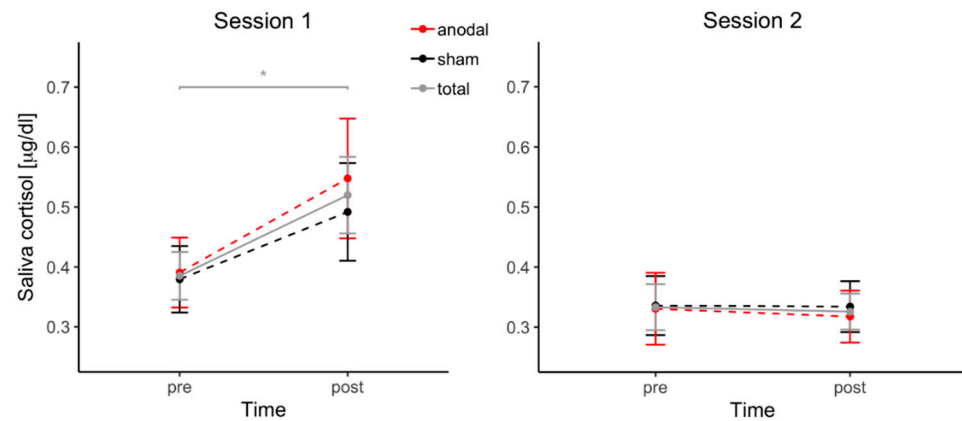 Session 1
anodal
sham
total
Session 2
*
Saliva cortisol [µg/dl]
0.7
0.6
0.5
0.4
0.3
pre
post
Time
0.7
0.6
0.5
0.4
0.3
pre
post
Time